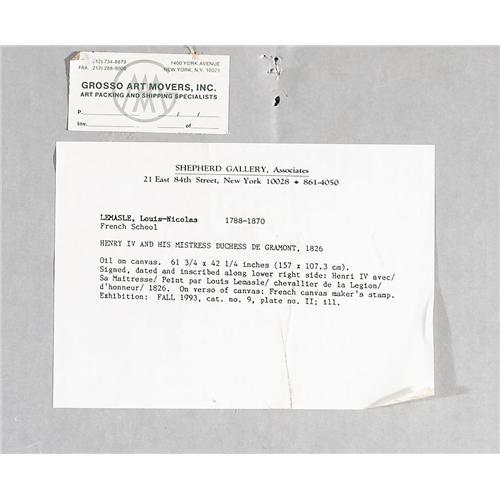 (212) 734-8879 1400 YORK AVENUE
FAX. (212) 288-9006 NEW YORK, N.Y. 10021
GROSSO ART MOVERS, INC.
ART PACKING AND SHIPPING SPECIALISTS
P. / /
Inv. of
SHEPHERD GALLERY, Associates
21 East 84th Street, New York 10028 ✦ 861-4050
LEMASLE, Louis-Nicolas 1788-1870
French School
HENRY IV AND HIS MISTRESS DUCHESS DE GRAMONT, 1826
Oil on canvas. 61 3/4 x 42 1/4 inches (157 x 107.3 cm).
Signed, dated and inscribed along lower right side: Henri IV avec/
Sa Maitresse/ Peint par Louis Lemasle/ chevallier de la Legion/
d'honneur/ 1826. On verso of canvas: French canvas maker's stamp.
Exhibition: FALL 1993, cat. no. 9, plate no. II; ill.